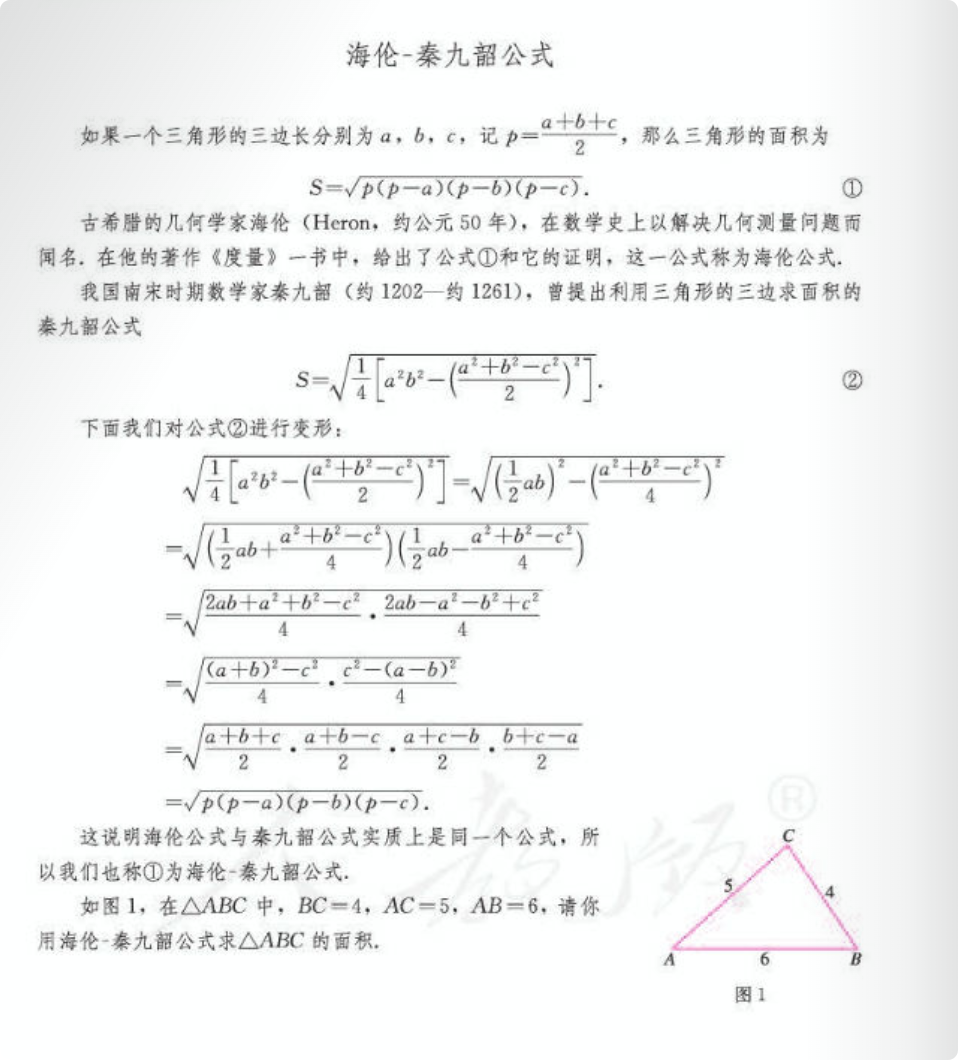 海伦-秦九韶公式
如果一个三角形的三边长分别为 a，b，c，记 p=\frac{a+b+c}{2}，那么三角形的面积为
S=\sqrt{p(p-a)(p-b)(p-c)}. ①
古希腊的几何学家海伦（Heron，约公元 50 年），在数学史上以解决几何测量问题而
闻名．在他的著作《度量》一书中，给出了公式①和它的证明，这一公式称为海伦公式．
我国南宋时期数学家秦九韶（约 1202—约 1261），曾提出利用三角形的三边求面积的
秦九韶公式
S=\sqrt{\frac{1}{4}\left[a^2b^2-\left(\frac{a^2+b^2-c^2}{2}\right)^2\right]}. ②
下面我们对公式②进行变形：
\sqrt{\frac{1}{4}\left[a^2b^2-\left(\frac{a^2+b^2-c^2}{2}\right)^2\right]}=\sqrt{\left(\frac{1}{2}ab\right)^2-\left(\frac{a^2+b^2-c^2}{4}\right)^2}
=\sqrt{\left(\frac{1}{2}ab+\frac{a^2+b^2-c^2}{4}\right)\left(\frac{1}{2}ab-\frac{a^2+b^2-c^2}{4}\right)}
=\sqrt{\frac{2ab+a^2+b^2-c^2}{4}·\frac{2ab-a^2-b^2+c^2}{4}}
=\sqrt{\frac{(a+b)^2-c^2}{4}·\frac{c^2-(a-b)^2}{4}}
=\sqrt{\frac{a+b+c}{2}·\frac{a+b-c}{2}·\frac{a+c-b}{2}·\frac{b+c-a}{2}}
=\sqrt{p(p-a)(p-b)(p-c)}.
这说明海伦公式与秦九韶公式实质上是同一个公式，所
以我们也称①为海伦-秦九韶公式．
如图 1，在△ABC 中，BC=4，AC=5，AB=6，请你
用海伦-秦九韶公式求△ABC 的面积．
®
C
5 4
A 6 B
图 1